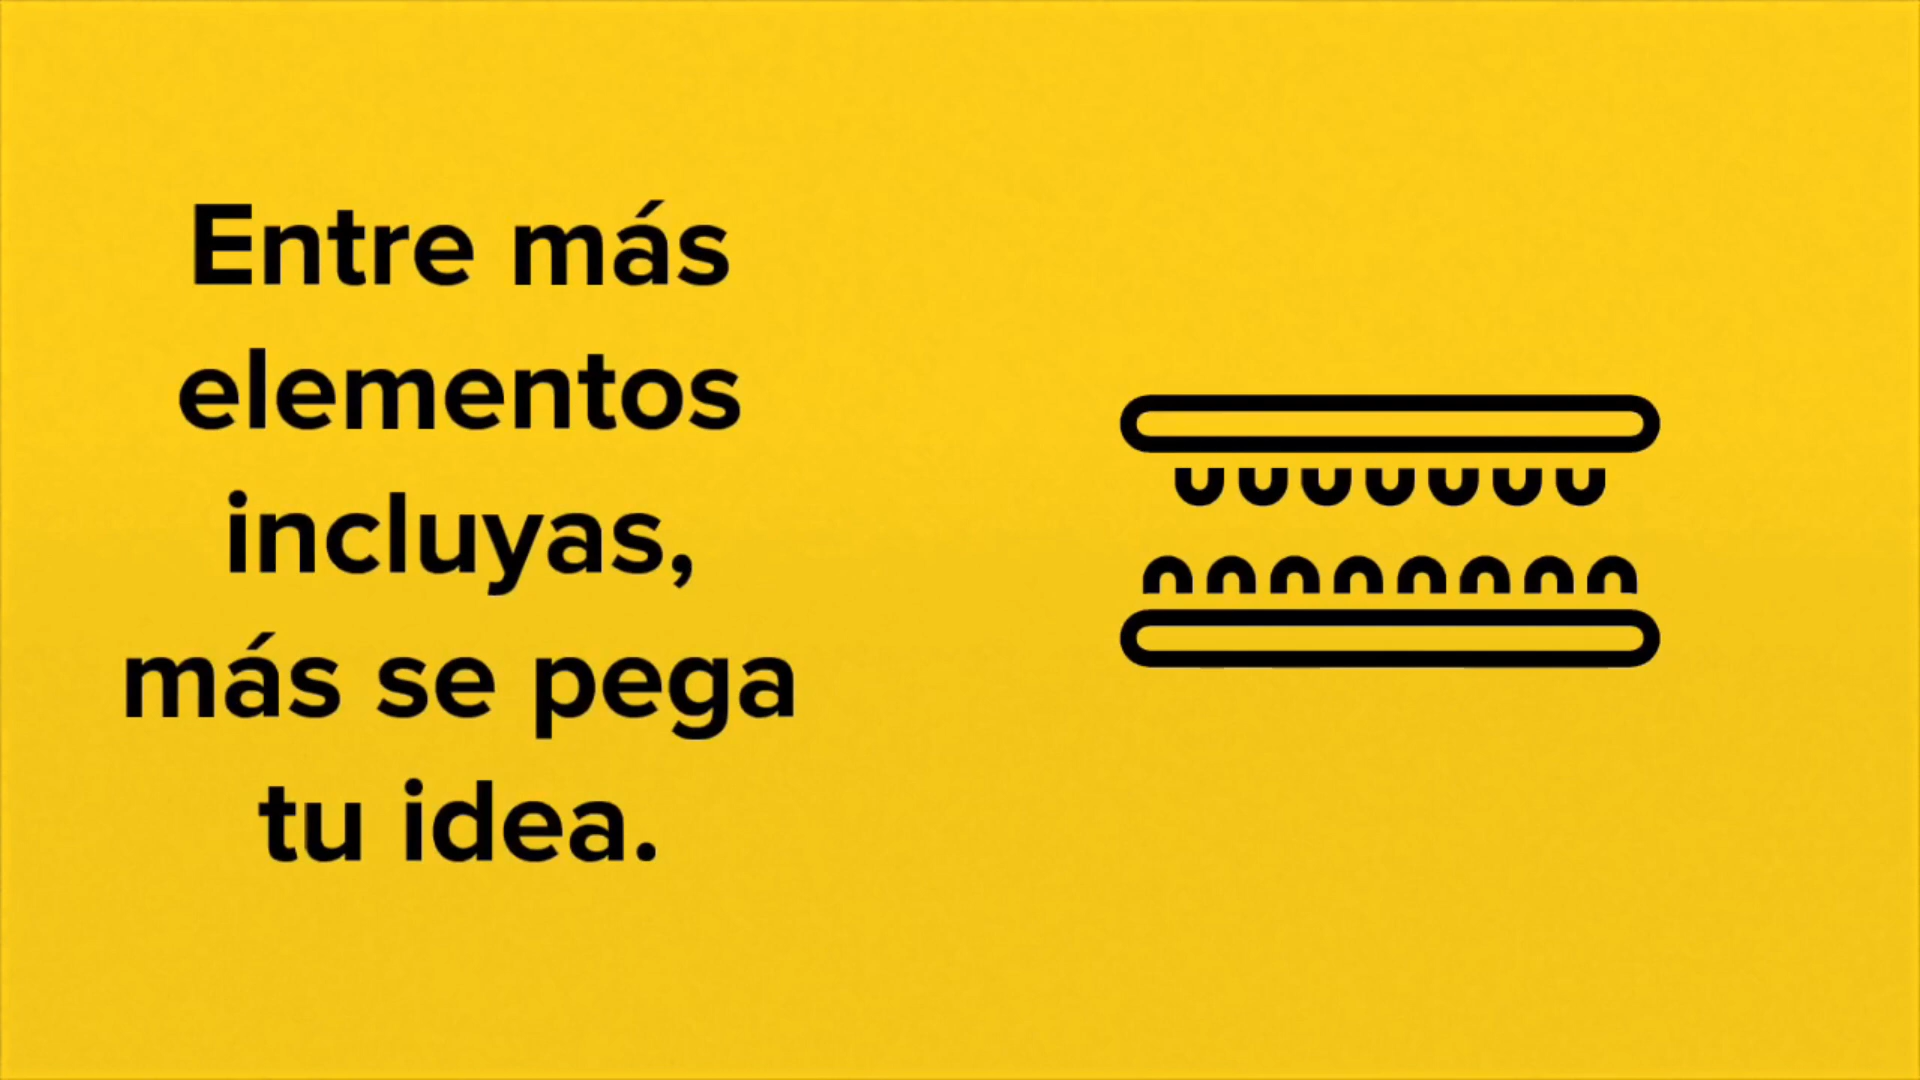 Entre más
elementos
incluyas,
más se pega
tu idea.